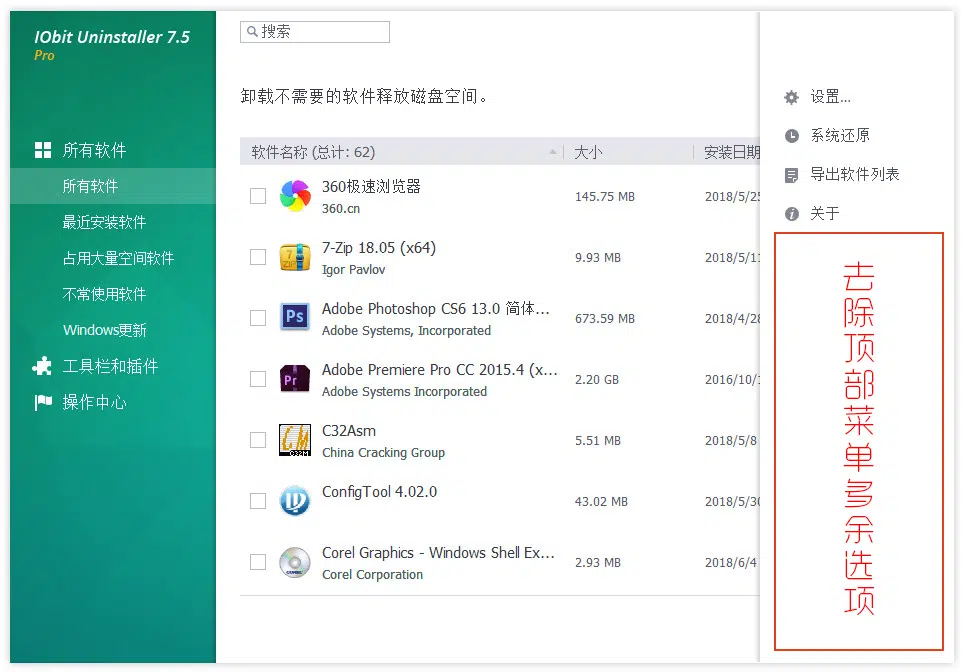 IObit Uninstaller 7.5
Pro
所有软件
所有软件
最近安装软件
占用大量空间软件
不常使用软件
Windows更新
工具栏和插件
操作中心
搜索
卸载不需要的软件释放磁盘空间。
软件名称 (总计: 62) 大小 安装日期
360极速浏览器
360.cn
145.75 MB 2018/5/25
7-Zip 18.05 (x64)
Igor Pavlov
9.93 MB 2018/5/11
Adobe Photoshop CS6 13.0 简体...
Adobe Systems, Incorporated
673.59 MB 2018/4/28
Adobe Premiere Pro CC 2015.4 (x...
Adobe Systems Incorporated
2.20 GB 2016/10/1
C32Asm
China Cracking Group
5.51 MB 2018/5/8
ConfigTool 4.02.0
43.02 MB 2018/5/30
Corel Graphics - Windows Shell Ex...
Corel Corporation
2.93 MB 2018/6/4
设置...
系统还原
导出软件列表
关于
去除顶部菜单多余选项